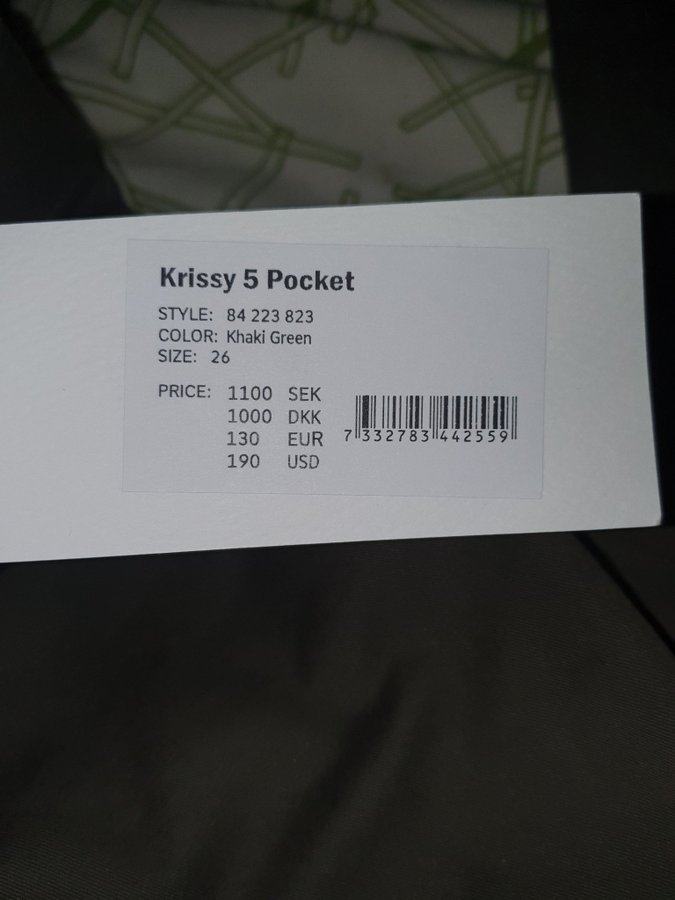 Krissy 5 Pocket
STYLE: 84 223 823
COLOR: Khaki Green
SIZE: 26
PRICE: 1100 SEK
1000 DKK
130 EUR
190 USD
7 332783 442559